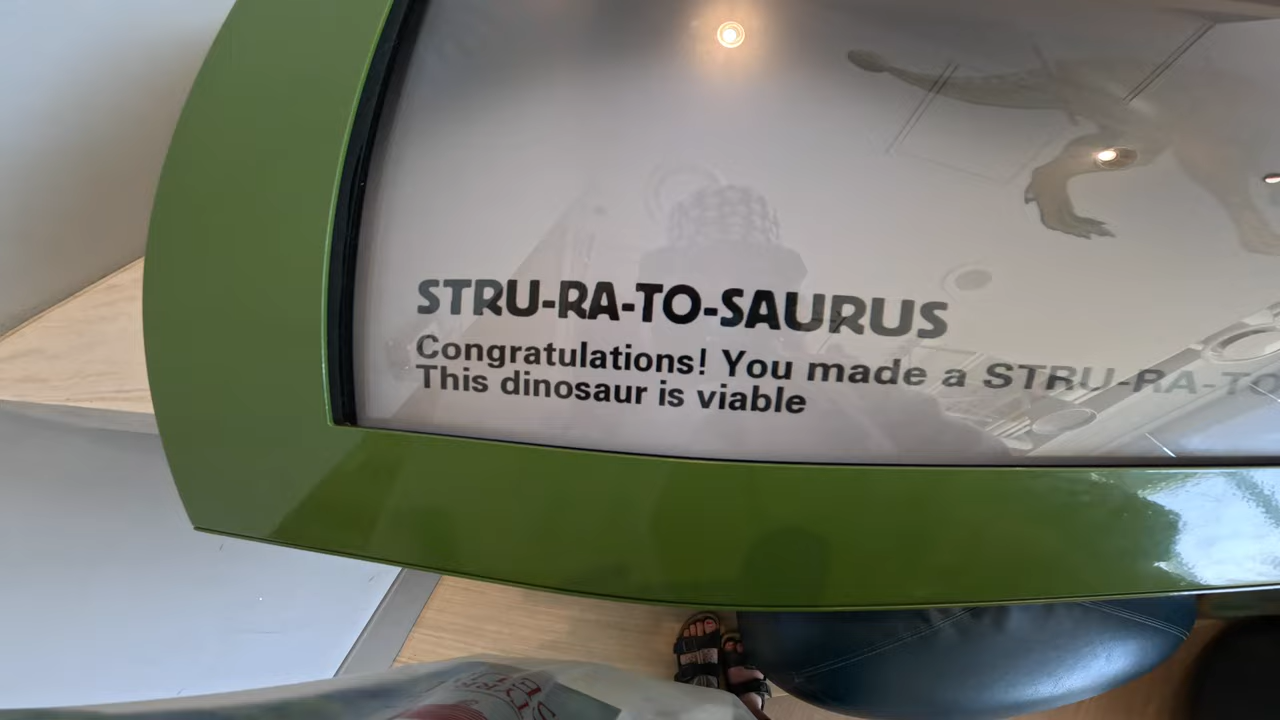 STRU-RA-TO-SAURUS
Congratulations! You made a STRU-RA-TO
This dinosaur is viable